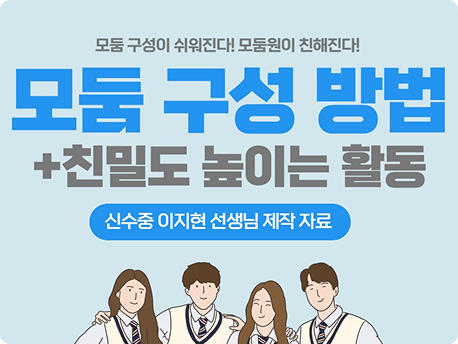 모둠 구성이 쉬워진다! 모둠원이 친해진다!
모둠 구성 방법
+친밀도 높이는 활동
신수중 이지현 선생님 제작 자료